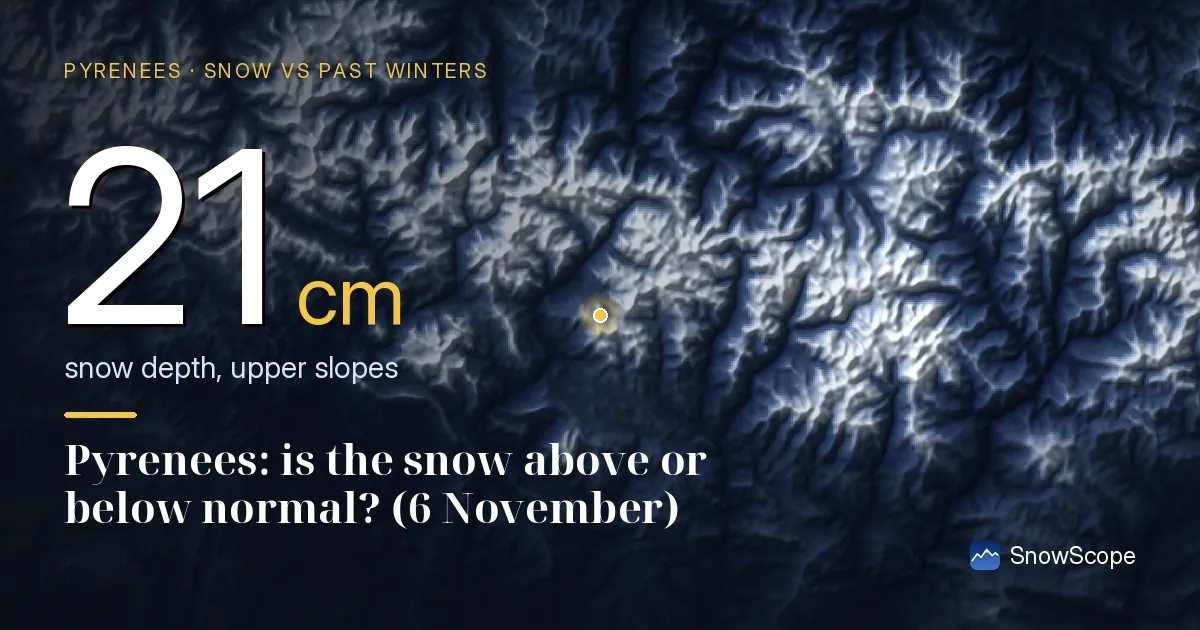 PYRENEES · SNOW VS PAST WINTERS
21 cm
snow depth, upper slopes
Pyrenees: is the snow above or
below normal? (6 November)
SnowScope